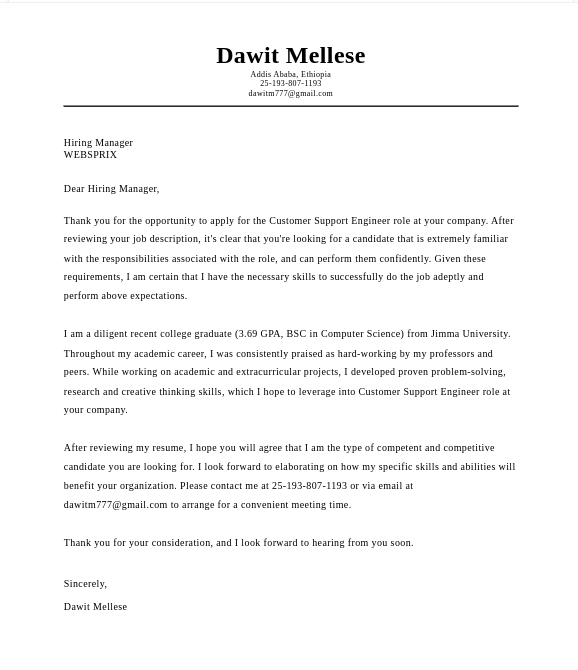 Dawit Mellese
Addis Ababa, Ethiopia
25-193-807-1193
dawitm777@gmail.com
Hiring Manager
WEBSPRIX
Dear Hiring Manager,
Thank you for the opportunity to apply for the Customer Support Engineer role at your company. After
reviewing your job description, it's clear that you're looking for a candidate that is extremely familiar
with the responsibilities associated with the role, and can perform them confidently. Given these
requirements, I am certain that I have the necessary skills to successfully do the job adeptly and
perform above expectations.
I am a diligent recent college graduate (3.69 GPA, BSC in Computer Science) from Jimma University.
Throughout my academic career, I was consistently praised as hard-working by my professors and
peers. While working on academic and extracurricular projects, I developed proven problem-solving,
research and creative thinking skills, which I hope to leverage into Customer Support Engineer role at
your company.
After reviewing my resume, I hope you will agree that I am the type of competent and competitive
candidate you are looking for. I look forward to elaborating on how my specific skills and abilities will
benefit your organization. Please contact me at 25-193-807-1193 or via email at
dawitm777@gmail.com to arrange for a convenient meeting time.
Thank you for your consideration, and I look forward to hearing from you soon.
Sincerely,
Dawit Mellese